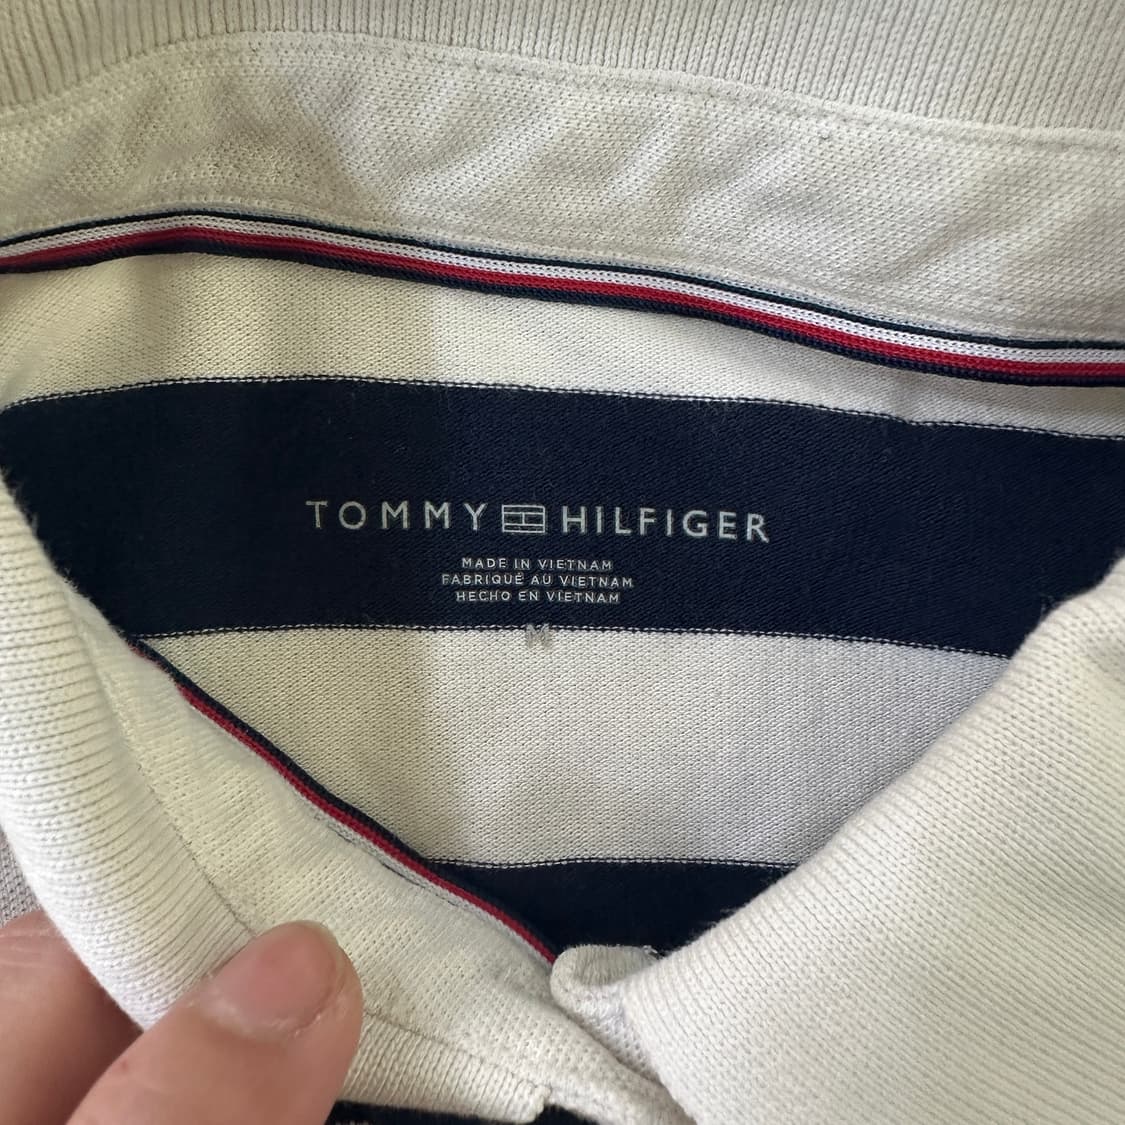 TOMMY HILFIGER
MADE IN VIETNAM
FABRIQUÉ AU VIETNAM
HECHO EN VIETNAM
M